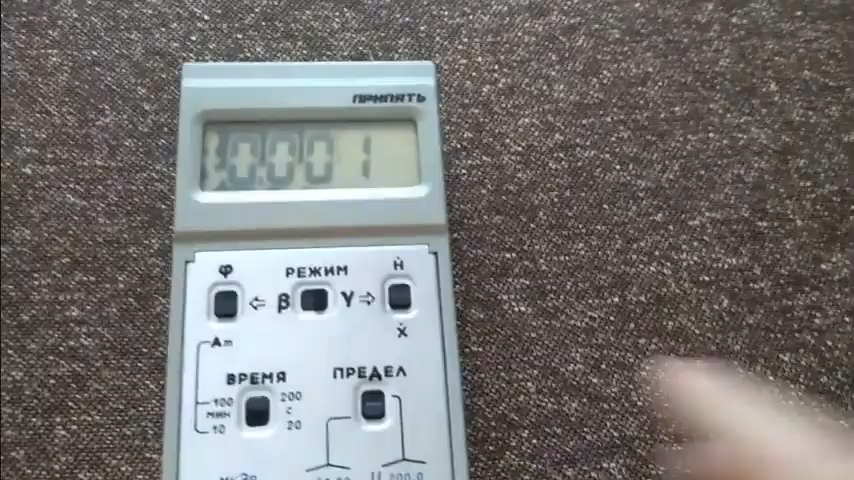 ПРИПЯТЬ
0.001
φ РЕЖИМ Ḣ
⇦ β γ ⇨
Am Ẋ
ВРЕМЯ ПРЕДЕЛ
100 200
МИН С
10 20